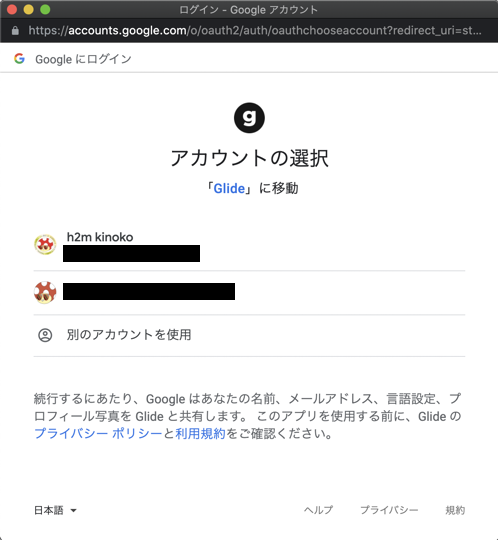 ログイン - Google アカウント
https://accounts.google.com/o/oauth2/auth/oauthchooseaccount?redirect_uri=st...
G Google にログイン
g
アカウントの選択
「Glide」に移動
h2m kinoko
別のアカウントを使用
続行するにあたり、Google はあなたの名前、メールアドレス、言語設定、プ
ロフィール写真を Glide と共有します。 このアプリを使用する前に、Glide の
プライバシー ポリシーと利用規約をご確認ください。
日本語 ヘルプ プライバシー 規約